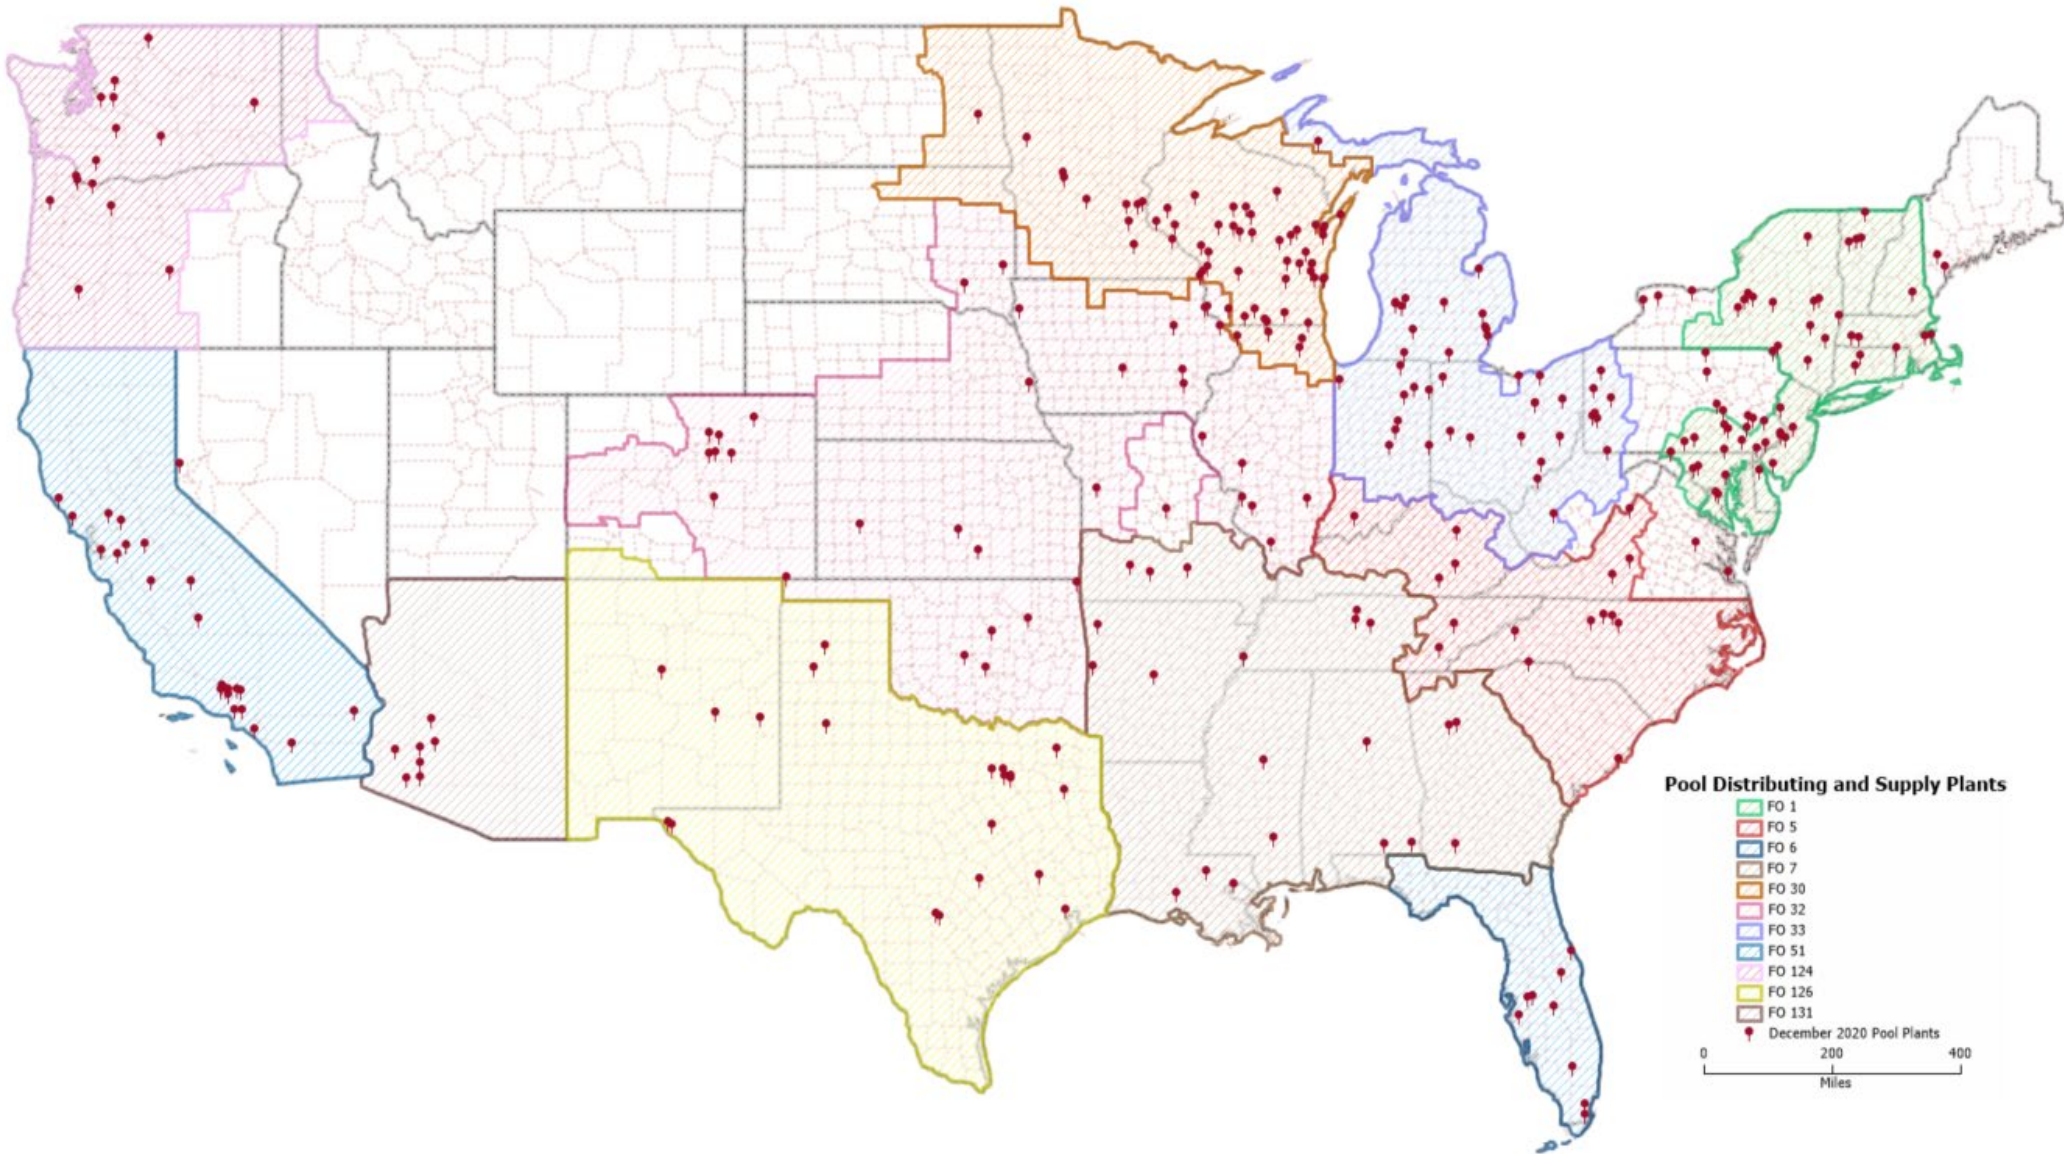 Pool Distributing and Supply Plants
FO 1
FO 5
FO 6
FO 7
FO 30
FO 32
FO 33
FO 51
FO 124
FO 126
FO 131
December 2020 Pool Plants
0 200 400
Miles